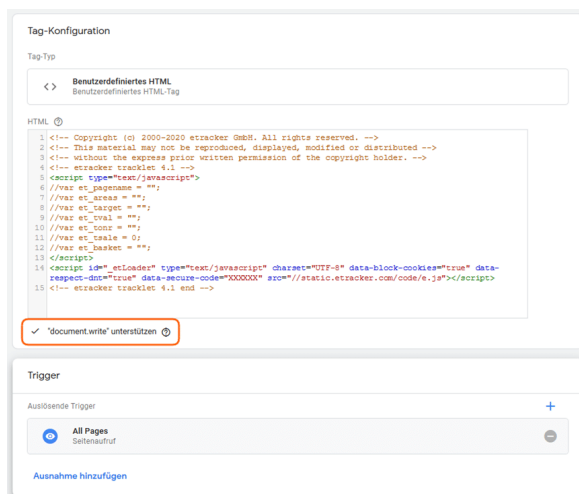 Tag-Konfiguration
Tag-Typ
Benutzerdefiniertes HTML
Benutzerdefiniertes HTML-Tag
HTML
1 <!-- Copyright (c) 2000-2020 etracker GmbH. All rights reserved. -->
2 <!-- This material may not be reproduced, displayed, modified or distributed -->
3 <!-- without the express prior written permission of the copyright holder. -->
4 <!-- etracker tracklet 4.1 -->
5 <script type="text/javascript">
6 //var et_pagename = "";
7 //var et_areas = "";
8 //var et_target = "";
9 //var et_tval = "";
10 //var et_tonr = "";
11 //var et_tsale = 0;
12 //var et_basket = "";
13 </script>
14 <script id="_etLoader" type="text/javascript" charset="UTF-8" data-block-cookies="true" data-
respect-dnt="true" data-secure-code="XXXXXX" src="//static.etracker.com/code/e.js"></script>
15 <!-- etracker tracklet 4.1 end -->
"document.write" unterstützen
Trigger
Auslösende Trigger
All Pages
Seitenaufruf
Ausnahme hinzufügen